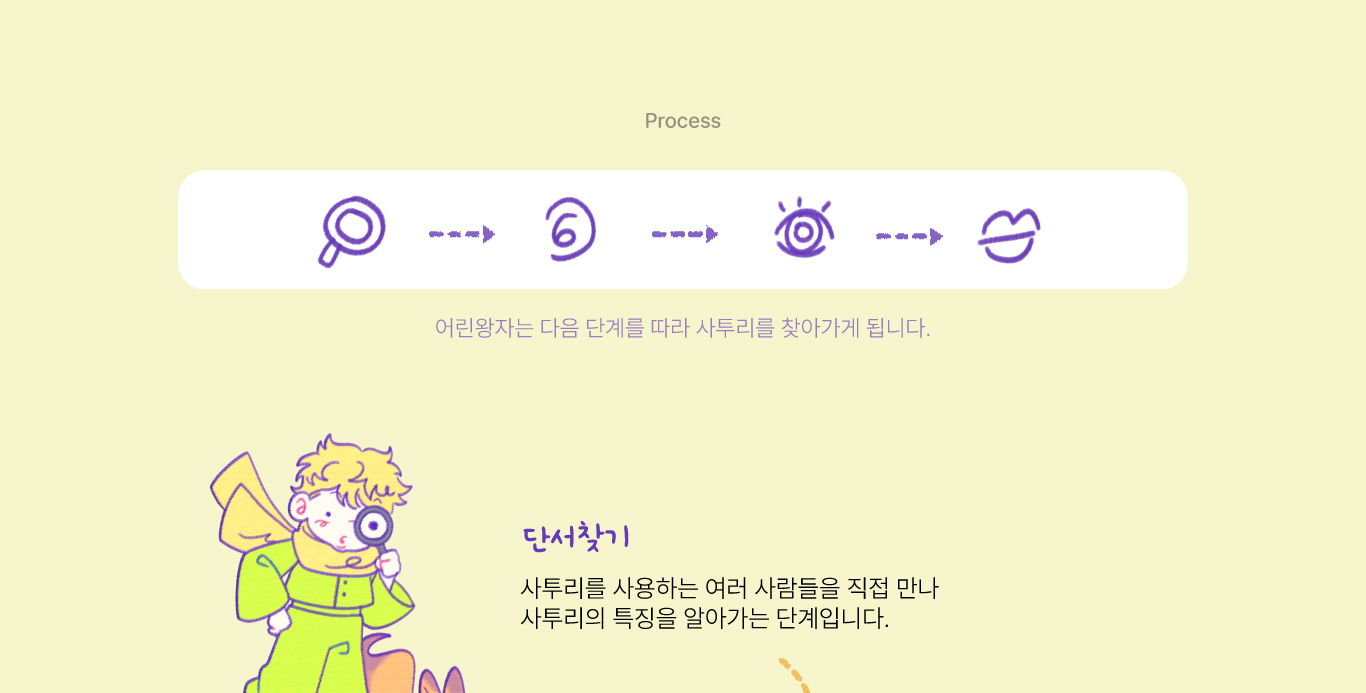 Process
어린왕자는 다음 단계를 따라 사투리를 찾아가게 됩니다.
단서찾기
사투리를 사용하는 여러 사람들을 직접 만나
사투리의 특징을 알아가는 단계입니다.